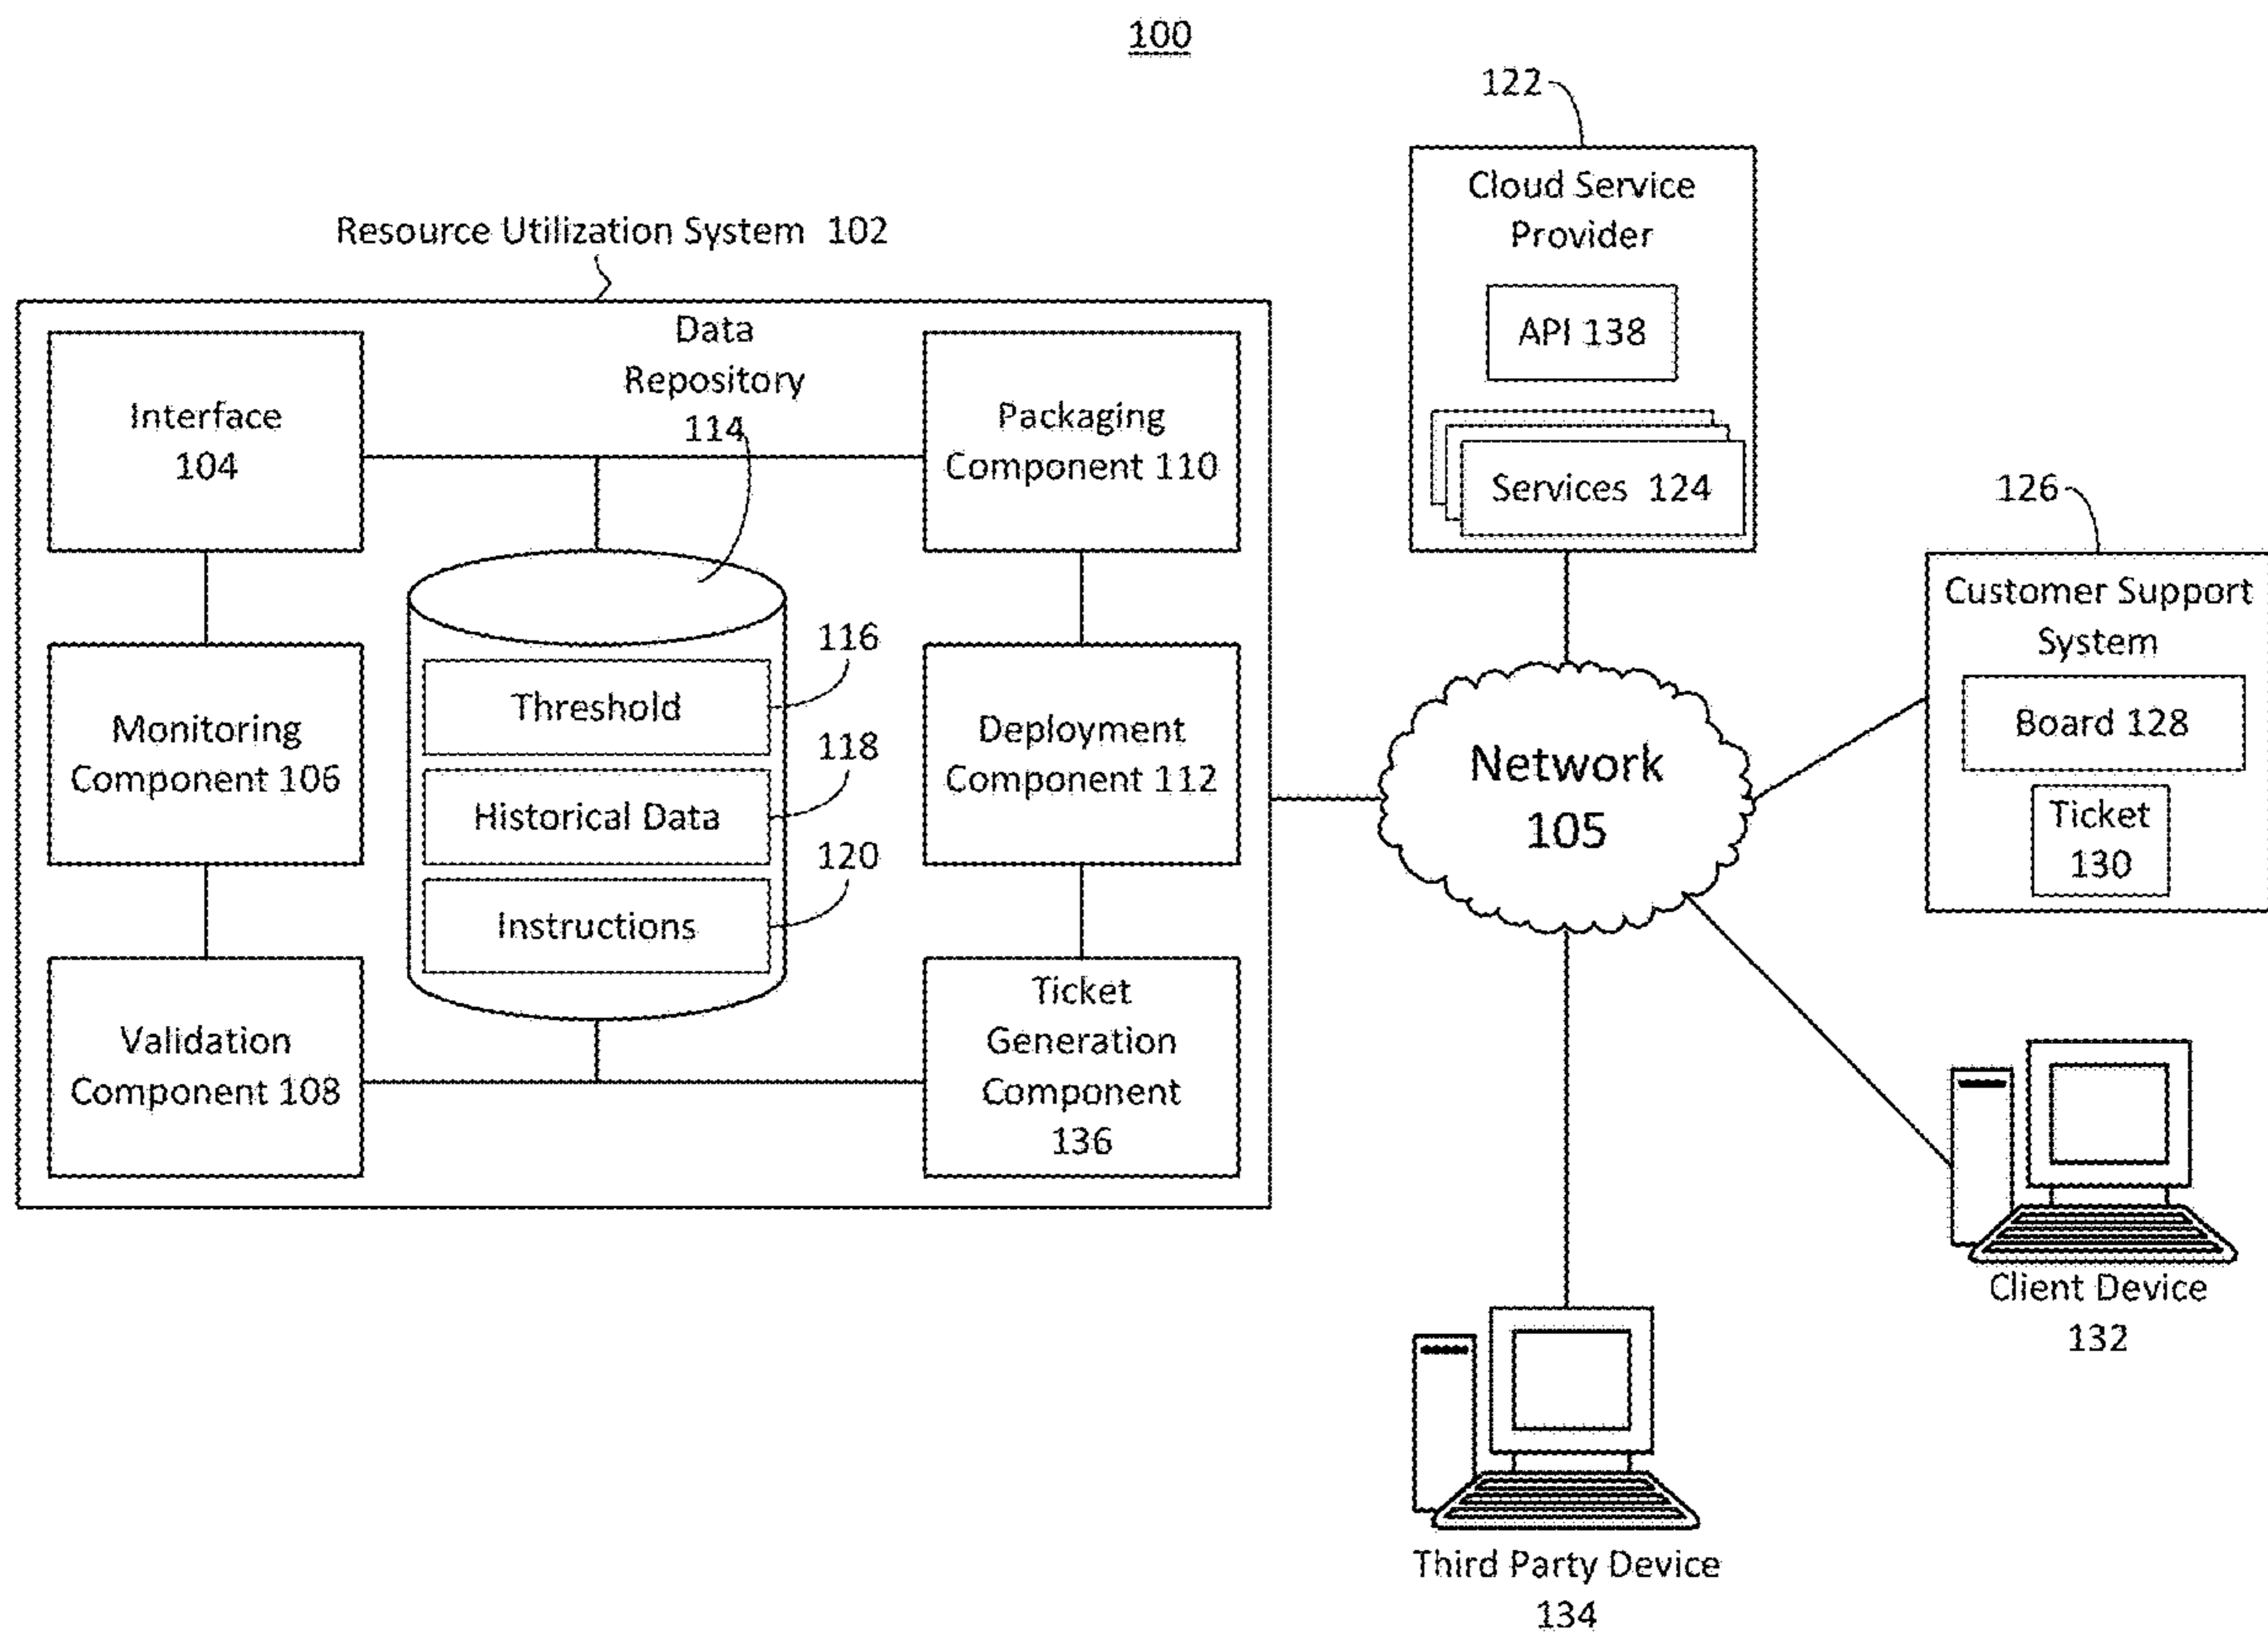 100
122
Cloud Service
Provider
API 138
Services 124
Resource Utilization System 102
Interface
104
Data
Repository
114
Packaging
Component 110
Monitoring
Component 106
116
Threshold
118
Historical Data
120
Instructions
Deployment
Component 112
Validation
Component 108
Ticket
Generation
Component
136
Network
105
126
Customer Support
System
Board 128
Ticket
130
Client Device
132
Third Party Device
134